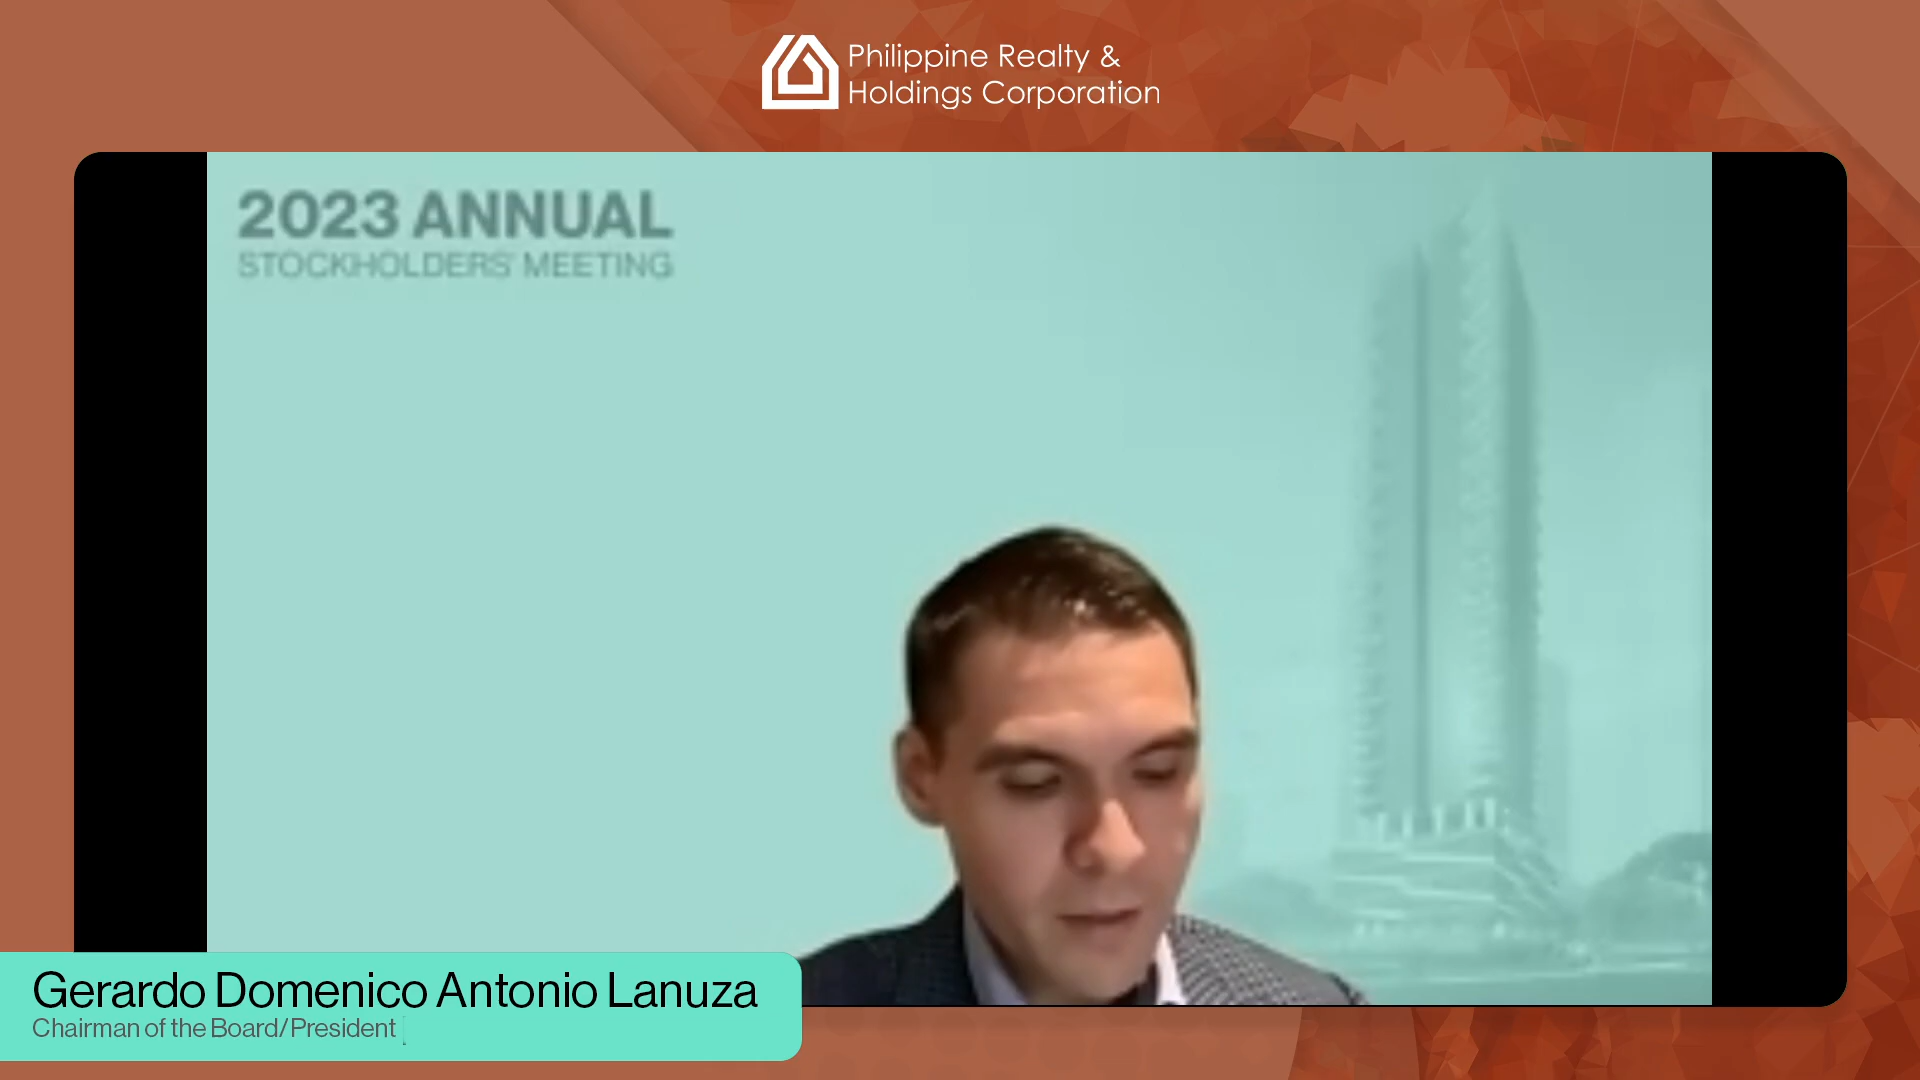 Philippine Realty &
Holdings Corporation
2023 ANNUAL
STOCKHOLDERS' MEETING
Gerardo Domenico Antonio Lanuza
Chairman of the Board/President